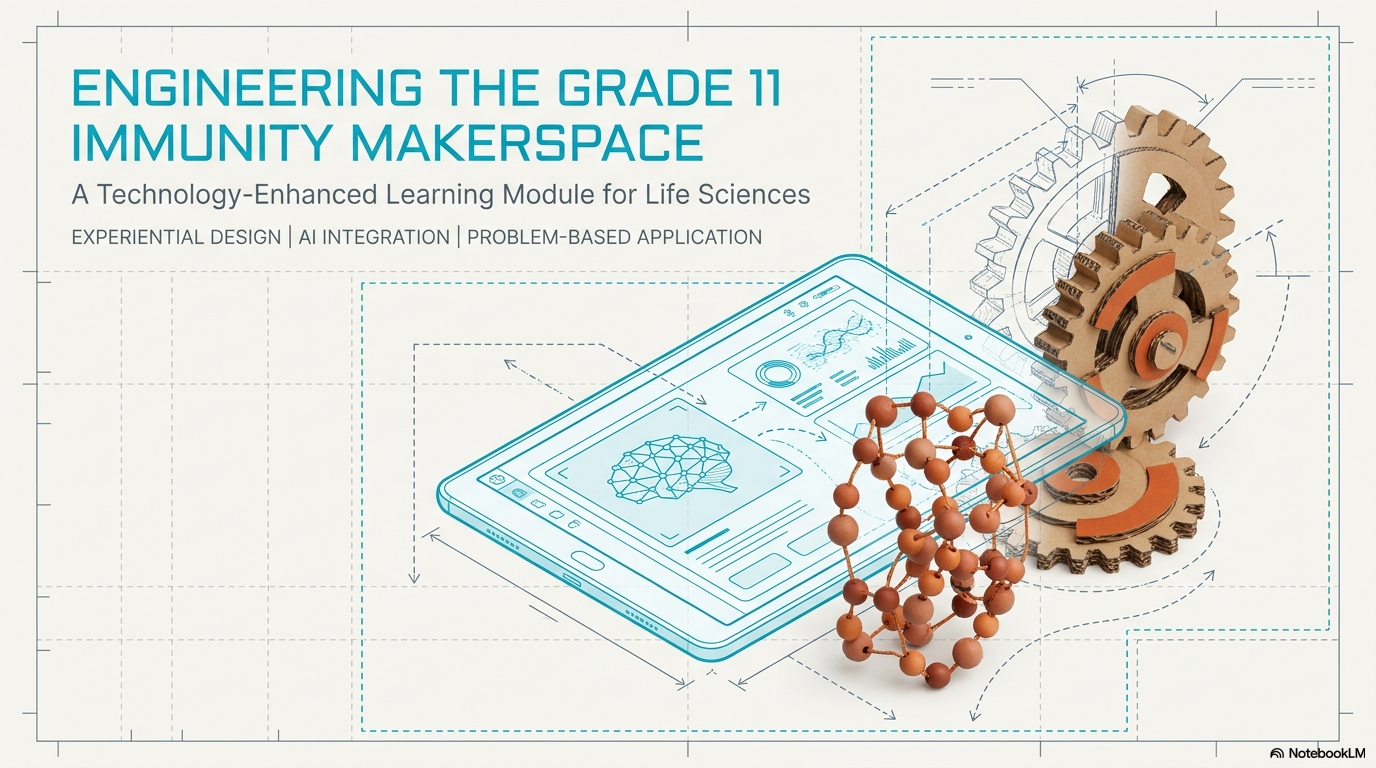 ENGINEERING THE GRADE 11
IMMUNITY MAKERSPACE
A Technology-Enhanced Learning Module for Life Sciences
EXPERIENTIAL DESIGN | AI INTEGRATION | PROBLEM-BASED APPLICATION
NotebookLM